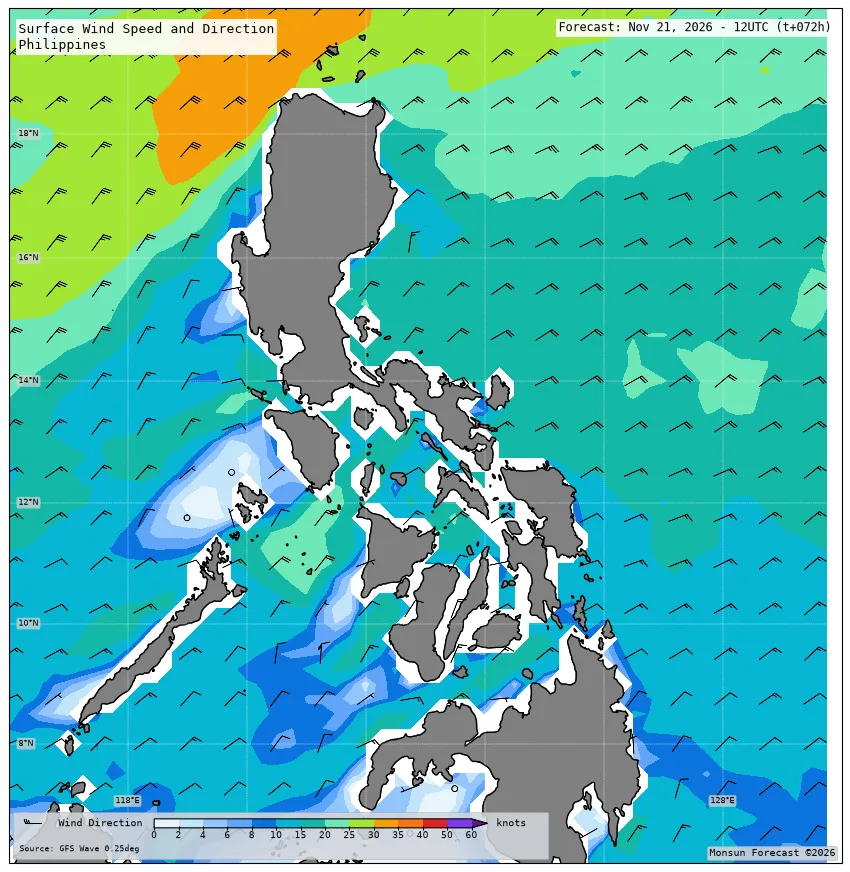 Surface Wind Speed and Direction
Philippines
Forecast: Nov 21, 2026 - 12UTC (t+072h)
18°N
16°N
14°N
12°N
10°N
8°N
118°E
128°E
Wind Direction
0 2 4 6 8 10 15 20 25 30 35 40 50 60
knots
Source: GFS Wave 0.25deg
Monsun Forecast ©2026